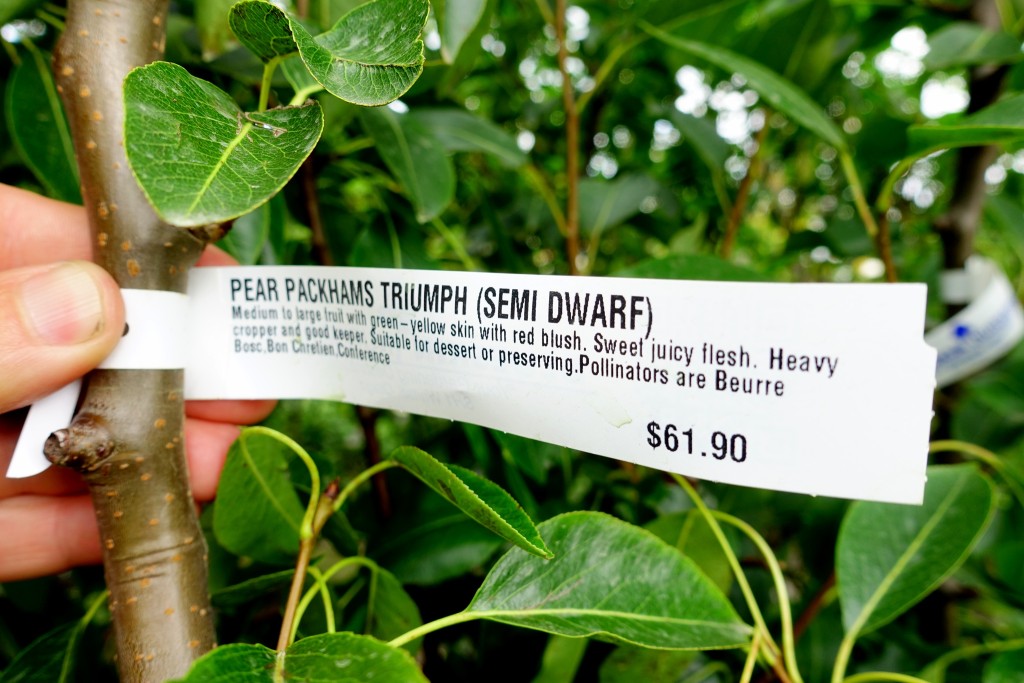 PEAR PACKHAMS TRIUMPH (SEMI DWARF)
Medium to large fruit with green-yellow skin with red blush. Sweet juicy flesh. Heavy
cropper and good keeper. Suitable for dessert or preserving.Pollinators are Beurre
Bosc,Bon Chretien,Conference
$61.90